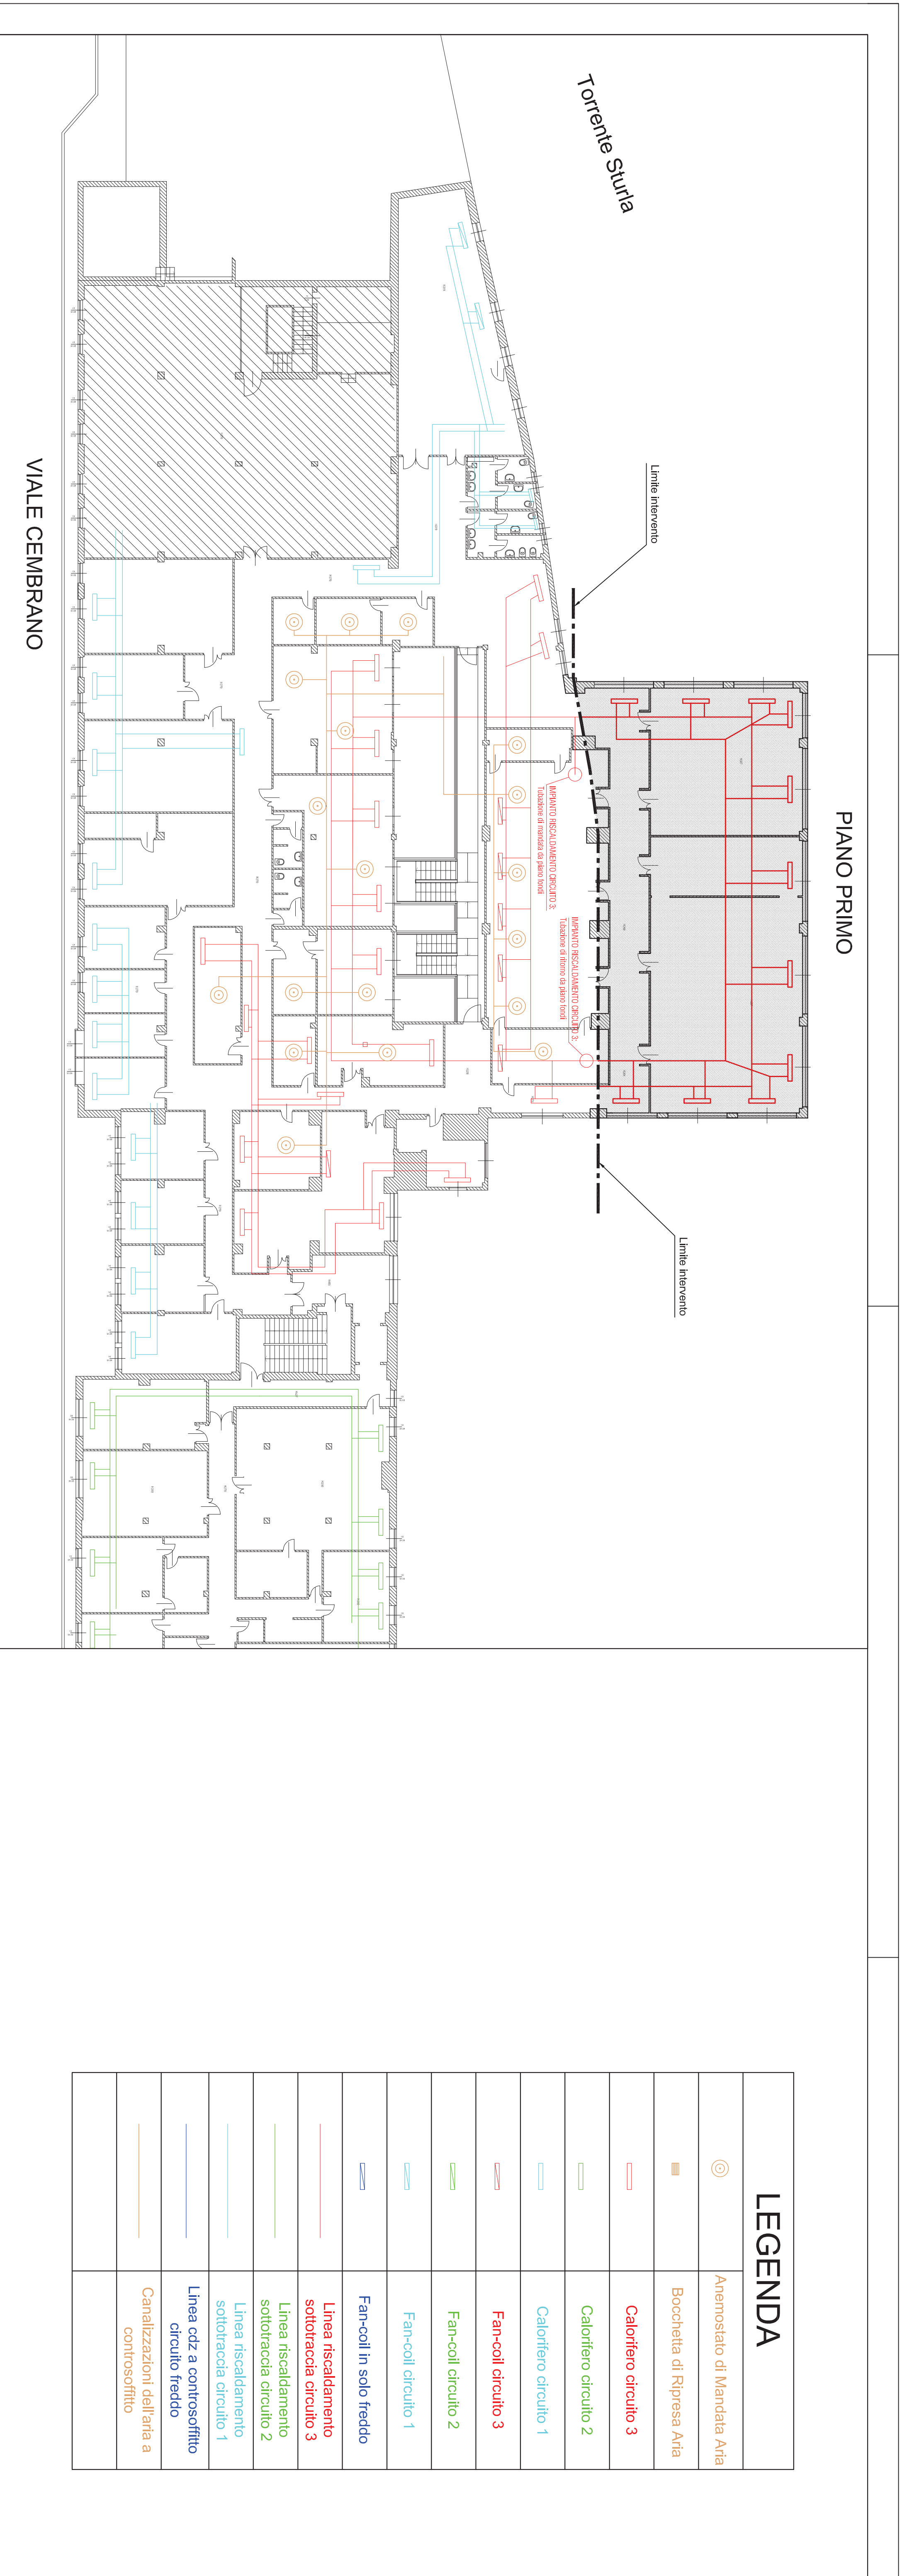 PIANO PRIMO
Torrente Sturla
Limite intervento
Limite intervento
IMPIANTO RISCALDAMENTO CIRCUITO 3:
Tubazione di mandata da piano fondi
IMPIANTO RISCALDAMENTO CIRCUITO 3:
Tubazione di ritorno da piano fondi
VIALE CEMBRANO
LEGENDA
Anemostato di Mandata Aria
Bocchetta di Ripresa Aria
Calorifero circuito 3
Calorifero circuito 2
Calorifero circuito 1
Fan-coil circuito 3
Fan-coil circuito 2
Fan-coil circuito 1
Fan-coil in solo freddo
Linea riscaldamento
sottotraccia circuito 3
Linea riscaldamento
sottotraccia circuito 2
Linea riscaldamento
sottotraccia circuito 1
Linea cdz a controsoffitto
circuito freddo
Canalizzazioni dell'aria a
controsoffitto